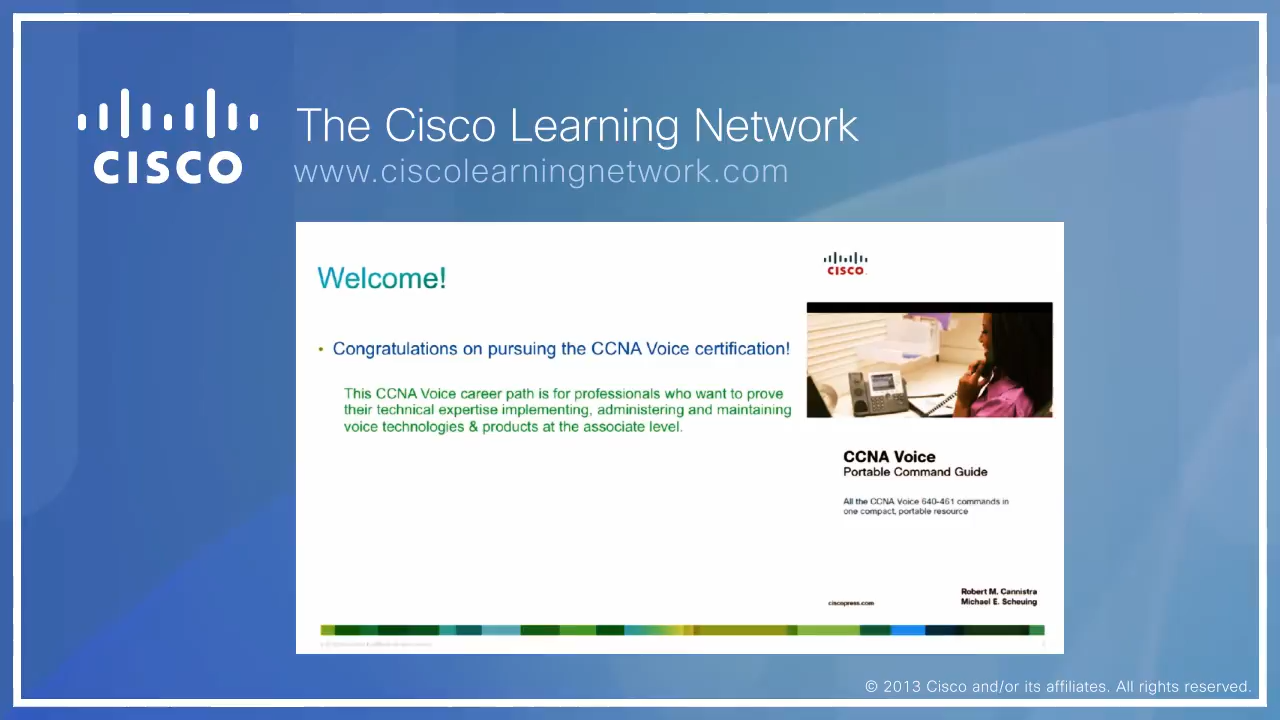 CISCO
The Cisco Learning Network
www.ciscolearningnetwork.com
Welcome!
CISCO
• Congratulations on pursuing the CCNA Voice certification!
This CCNA Voice career path is for professionals who want to prove
their technical expertise implementing, administering and maintaining
voice technologies & products at the associate level.
CCNA Voice
Portable Command Guide
All the CCNA Voice 640-461 commands in
one compact, portable resource
ciscopress.com
Robert M. Cannistra
Michael E. Scheuing
© 2013 Cisco and/or its affiliates. All rights reserved.